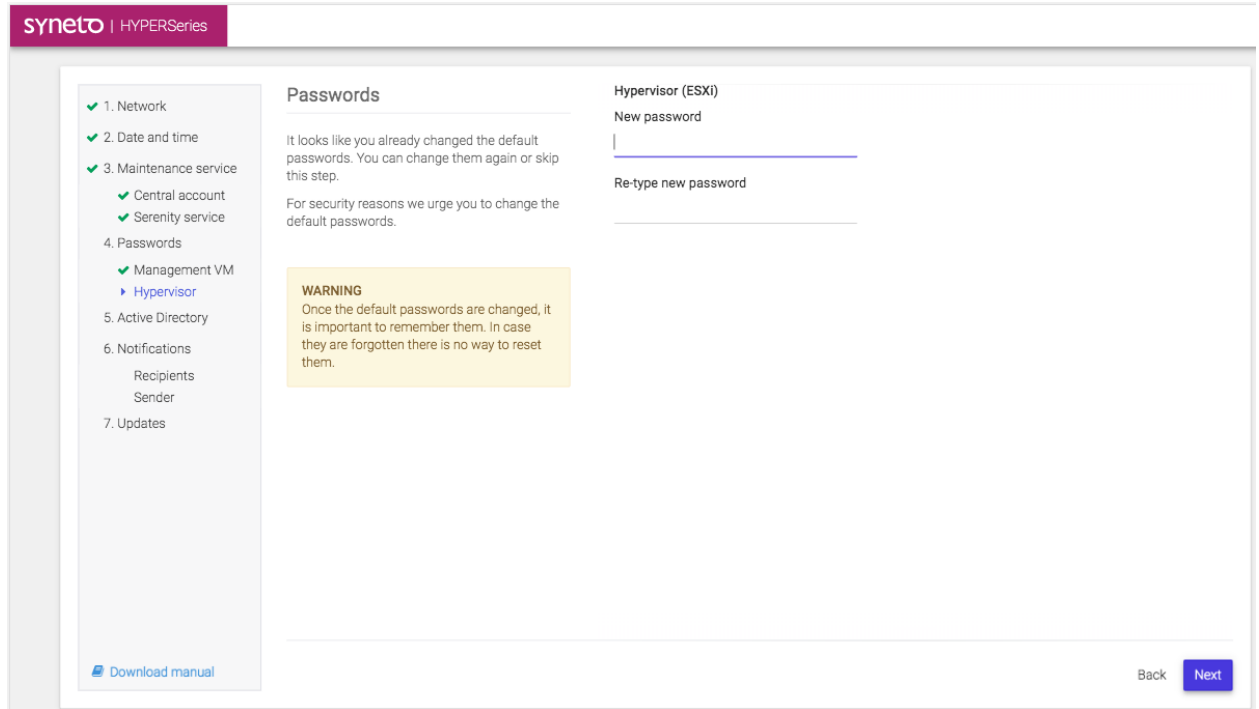 syneto | HYPERSeries
1. Network
2. Date and time
3. Maintenance service
Central account
Serenity service
4. Passwords
Management VM
Hypervisor
5. Active Directory
6. Notifications
Recipients
Sender
7. Updates
Download manual
Passwords
It looks like you already changed the default
passwords. You can change them again or skip
this step.
For security reasons we urge you to change the
default passwords.
WARNING
Once the default passwords are changed, it
is important to remember them. In case
they are forgotten there is no way to reset
them.
Hypervisor (ESXi)
New password
Re-type new password
Back
Next